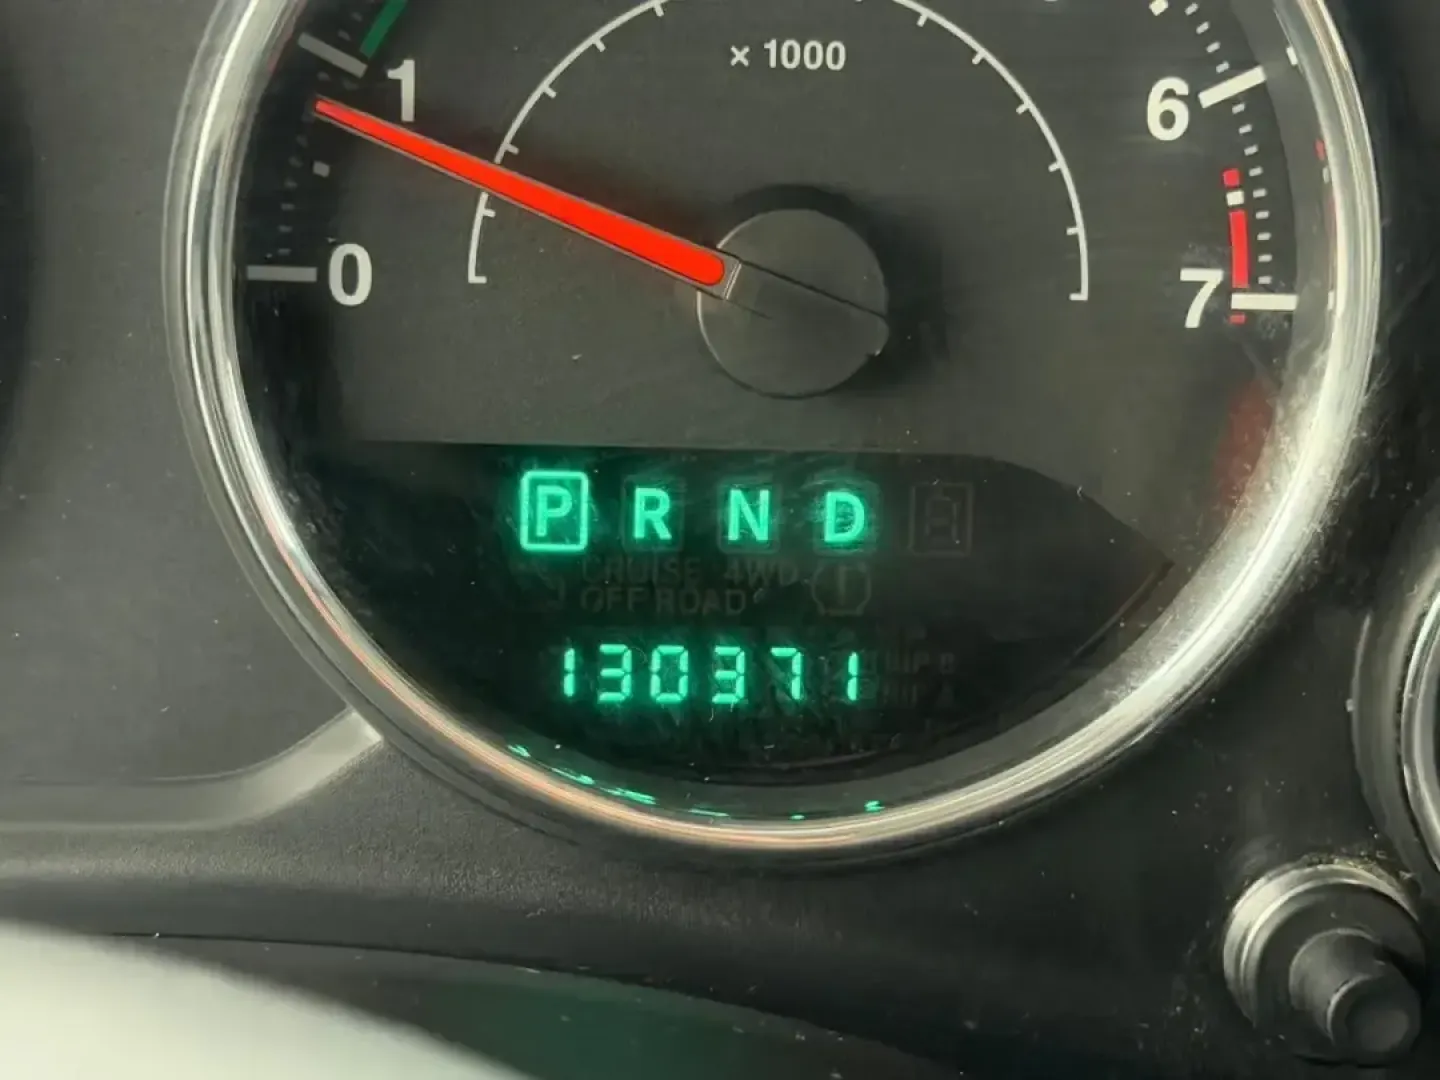 × 1000
1
6
0
7
P R N D
CRUISE 4WD
OFF ROAD
130371